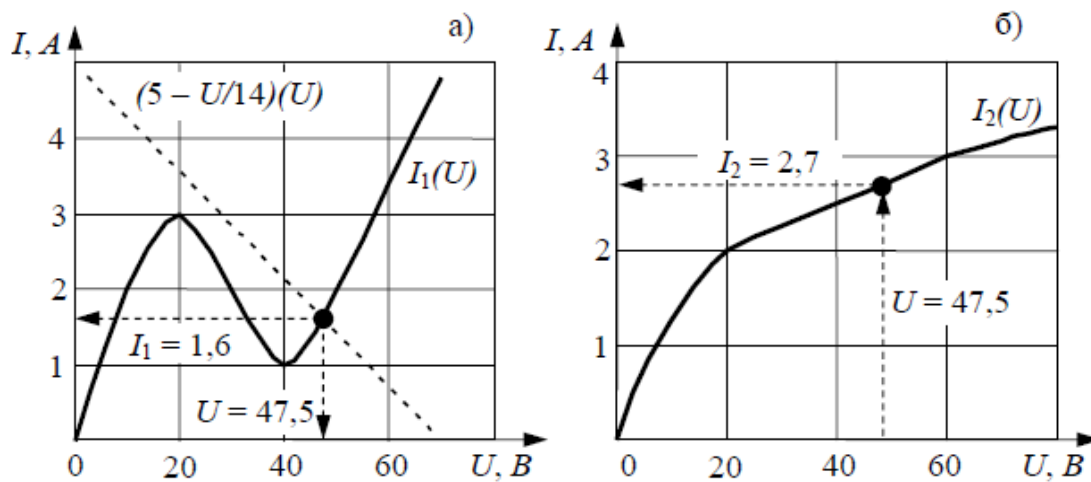 а)
I, A
(5 – U/14)(U)
4
I₁(U)
3
2
I₁ = 1,6
1
U = 47,5
0 20 40 60 U, B
б)
I, A
4
I₂(U)
3
I₂ = 2,7
2
U = 47,5
1
0 20 40 60 U, B